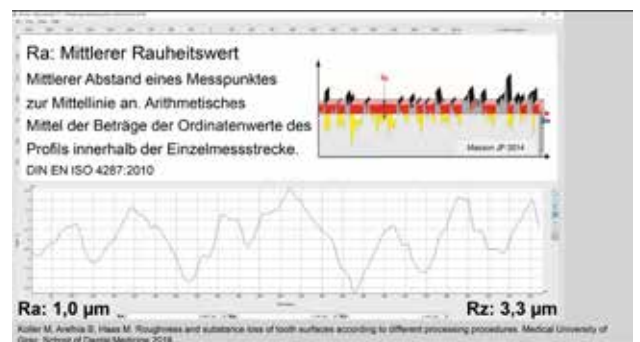 Ra: Mittlerer Rauheitswert
Mittlerer Abstand eines Messpunktes
zur Mittellinie an. Arithmetisches
Mittel der Beträge der Ordinatenwerte des
Profils innerhalb der Einzelmessstrecke.
DIN EN ISO 4287:2010
Masson JP 2014
Ra: 1,0 µm
Rz: 3,3 µm
Koller M. Arefnia B. Haas M. Roughness and substance loss of tooth surfaces according to different processing procedures. Medical University of
Graz. School of Dental Medicine 2018